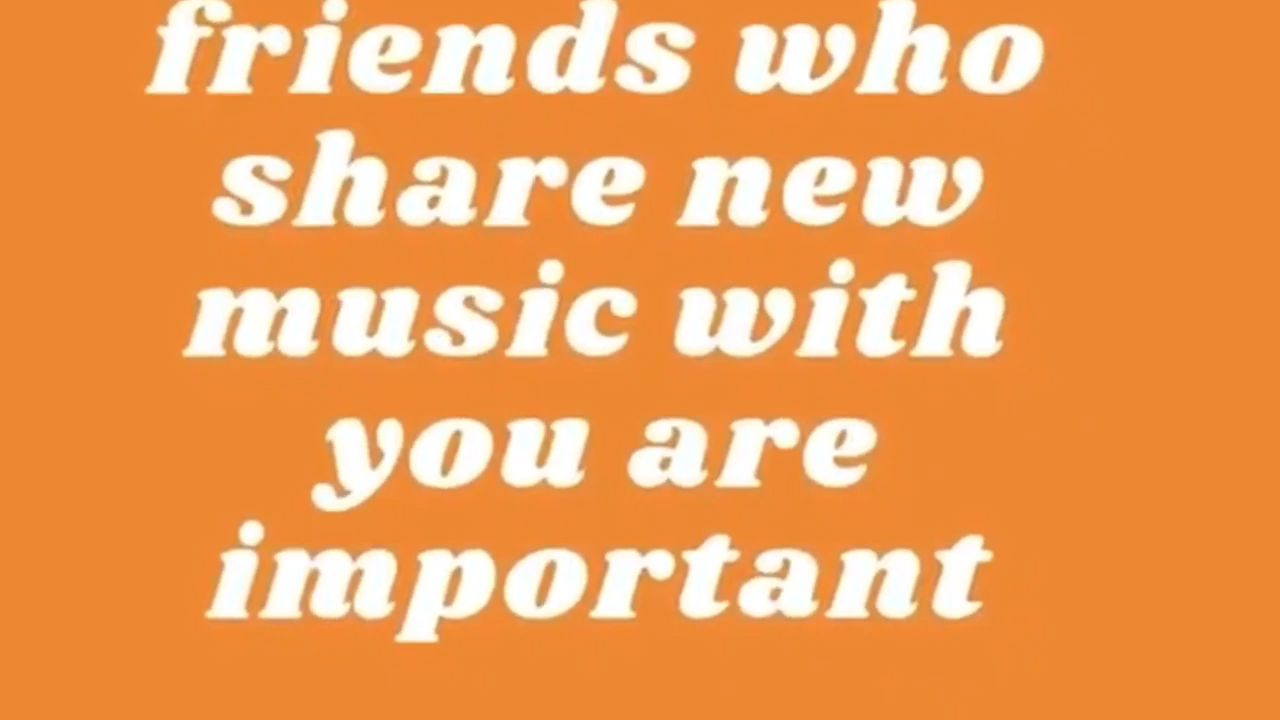 friends who
share new
music with
you are
important